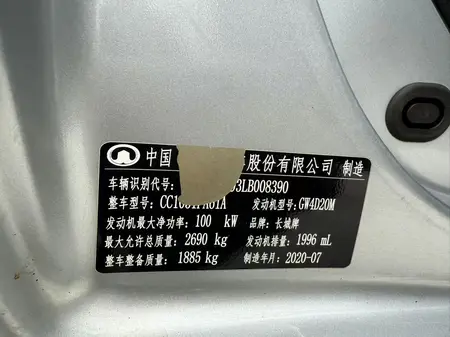 中国 股份有限公司 制造
车辆识别代号: 3LB008390
整车型号: 发动机型号: GW4D20M
发动机最大净功率: 100 kW 品牌: 长城牌
最大允许总质量: 2690 kg 发动机排量: 1996 mL
整车整备质量: 1885 kg 制造年月: 2020-07